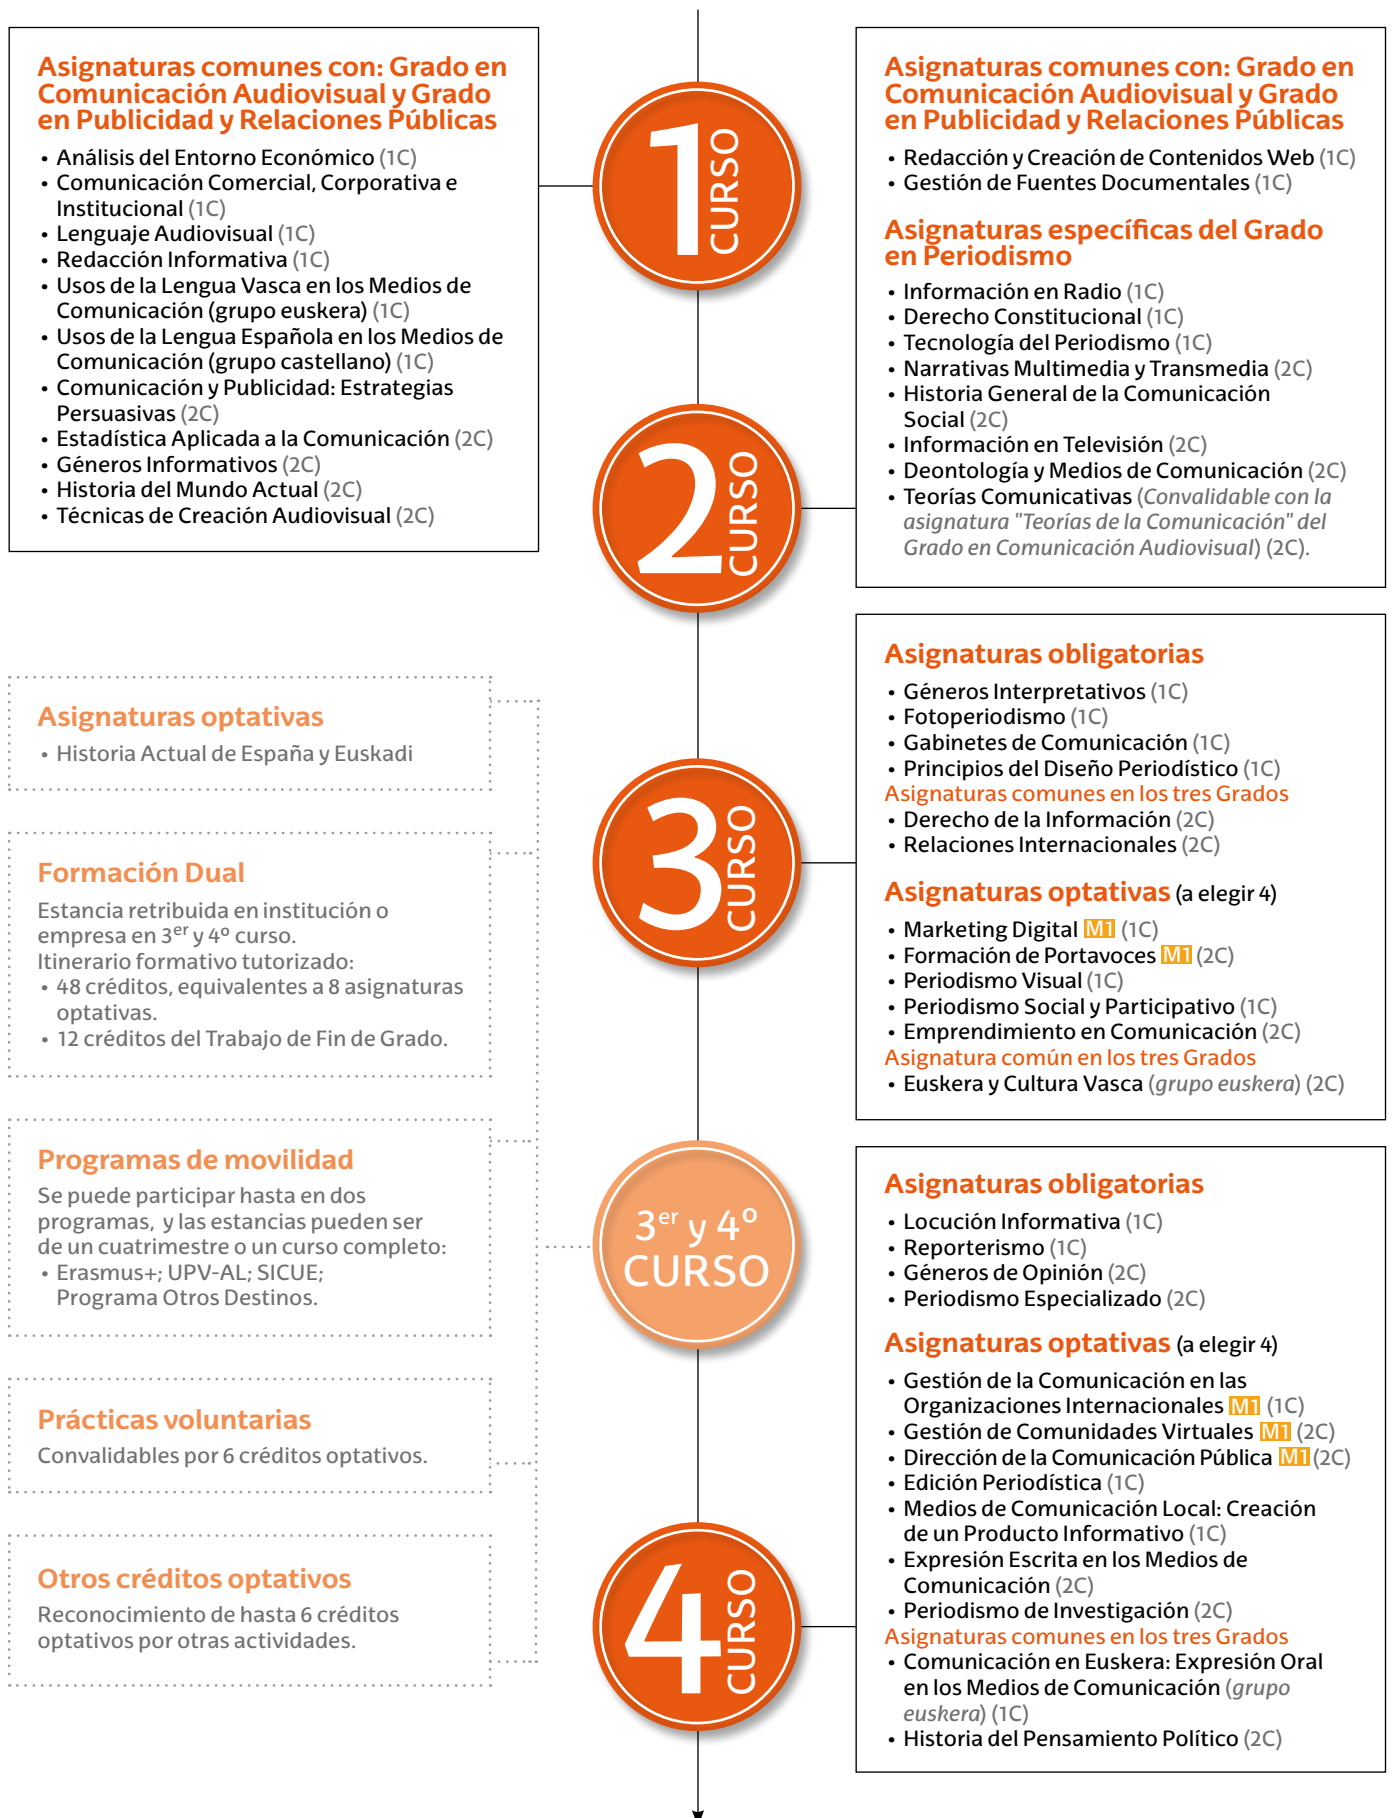 Asignaturas comunes con: Grado en
Comunicación Audiovisual y Grado
en Publicidad y Relaciones Públicas
• Análisis del Entorno Económico (1C)
• Comunicación Comercial, Corporativa e
Institucional (1C)
• Lenguaje Audiovisual (1C)
• Redacción Informativa (1C)
• Usos de la Lengua Vasca en los Medios de
Comunicación (grupo euskera) (1C)
• Usos de la Lengua Española en los Medios de
Comunicación (grupo castellano) (1C)
• Comunicación y Publicidad: Estrategias
Persuasivas (2C)
• Estadística Aplicada a la Comunicación (2C)
• Géneros Informativos (2C)
• Historia del Mundo Actual (2C)
• Técnicas de Creación Audiovisual (2C)
1 CURSO
Asignaturas comunes con: Grado en
Comunicación Audiovisual y Grado
en Publicidad y Relaciones Públicas
• Redacción y Creación de Contenidos Web (1C)
• Gestión de Fuentes Documentales (1C)
Asignaturas específicas del Grado
en Periodismo
• Información en Radio (1C)
• Derecho Constitucional (1C)
• Tecnología del Periodismo (1C)
• Narrativas Multimedia y Transmedia (2C)
• Historia General de la Comunicación
Social (2C)
• Información en Televisión (2C)
• Deontología y Medios de Comunicación (2C)
• Teorías Comunicativas (Convalidable con la
asignatura "Teorías de la Comunicación" del
Grado en Comunicación Audiovisual) (2C).
2 CURSO
Asignaturas obligatorias
• Géneros Interpretativos (1C)
• Fotoperiodismo (1C)
• Gabinetes de Comunicación (1C)
• Principios del Diseño Periodístico (1C)
Asignaturas comunes en los tres Grados
• Derecho de la Información (2C)
• Relaciones Internacionales (2C)
Asignaturas optativas (a elegir 4)
• Marketing Digital M1 (1C)
• Formación de Portavoces M1 (2C)
• Periodismo Visual (1C)
• Periodismo Social y Participativo (1C)
• Emprendimiento en Comunicación (2C)
Asignatura común en los tres Grados
• Euskera y Cultura Vasca (grupo euskera) (2C)
3 CURSO
Asignaturas optativas
• Historia Actual de España y Euskadi
Formación Dual
Estancia retribuida en institución o
empresa en 3er y 4º curso.
Itinerario formativo tutorizado:
• 48 créditos, equivalentes a 8 asignaturas
optativas.
• 12 créditos del Trabajo de Fin de Grado.
Programas de movilidad
Se puede participar hasta en dos
programas, y las estancias pueden ser
de un cuatrimestre o un curso completo:
• Erasmus+; UPV-AL; SICUE;
Programa Otros Destinos.
Prácticas voluntarias
Convalidables por 6 créditos optativos.
Otros créditos optativos
Reconocimiento de hasta 6 créditos
optativos por otras actividades.
3er y 4º
CURSO
Asignaturas obligatorias
• Locución Informativa (1C)
• Reporterismo (1C)
• Géneros de Opinión (2C)
• Periodismo Especializado (2C)
Asignaturas optativas (a elegir 4)
• Gestión de la Comunicación en las
Organizaciones Internacionales M1 (1C)
• Gestión de Comunidades Virtuales M1 (2C)
• Dirección de la Comunicación Pública M1 (2C)
• Edición Periodística (1C)
• Medios de Comunicación Local: Creación
de un Producto Informativo (1C)
• Expresión Escrita en los Medios de
Comunicación (2C)
• Periodismo de Investigación (2C)
Asignaturas comunes en los tres Grados
• Comunicación en Euskera: Expresión Oral
en los Medios de Comunicación (grupo
euskera) (1C)
• Historia del Pensamiento Político (2C)
4 CURSO